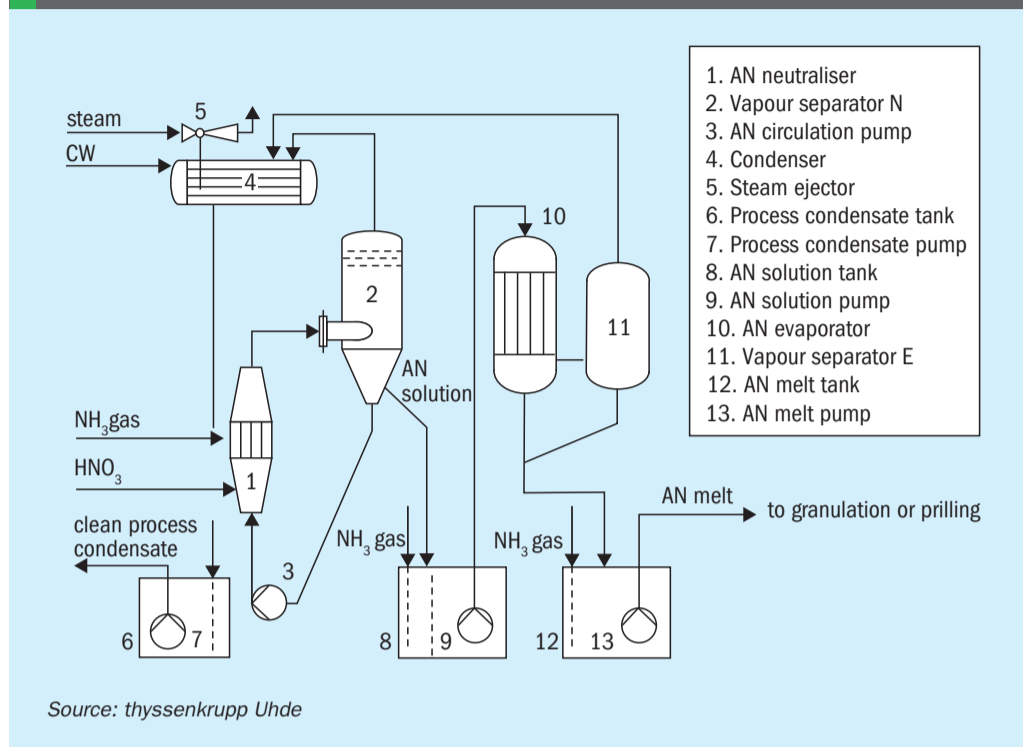 steam
5
CW
4
2
10
11
AN
solution
NH₃gas
HNO₃
1
clean process
condensate
3
NH₃ gas
NH₃ gas
AN melt
to granulation or prilling
6
7
8
9
12
13
1. AN neutraliser
2. Vapour separator N
3. AN circulation pump
4. Condenser
5. Steam ejector
6. Process condensate tank
7. Process condensate pump
8. AN solution tank
9. AN solution pump
10. AN evaporator
11. Vapour separator E
12. AN melt tank
13. AN melt pump
Source: thyssenkrupp Uhde